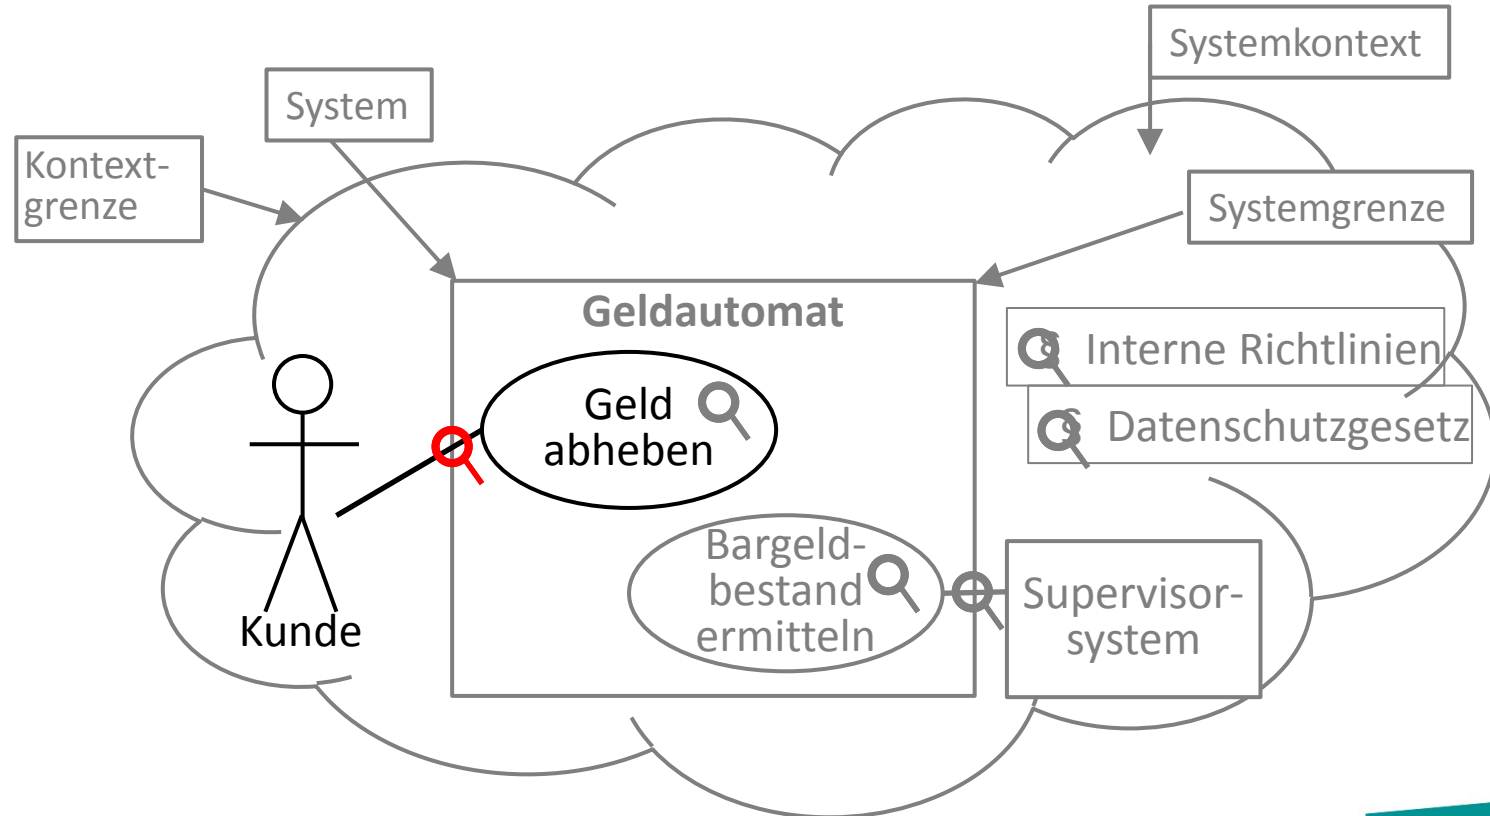 Systemkontext
System
Kontext-
grenze
Systemgrenze
Geldautomat
§ Interne Richtlinien
Geld
abheben
§ Datenschutzgesetz
Bargeld-
bestand
ermitteln
Supervisor-
system
Kunde